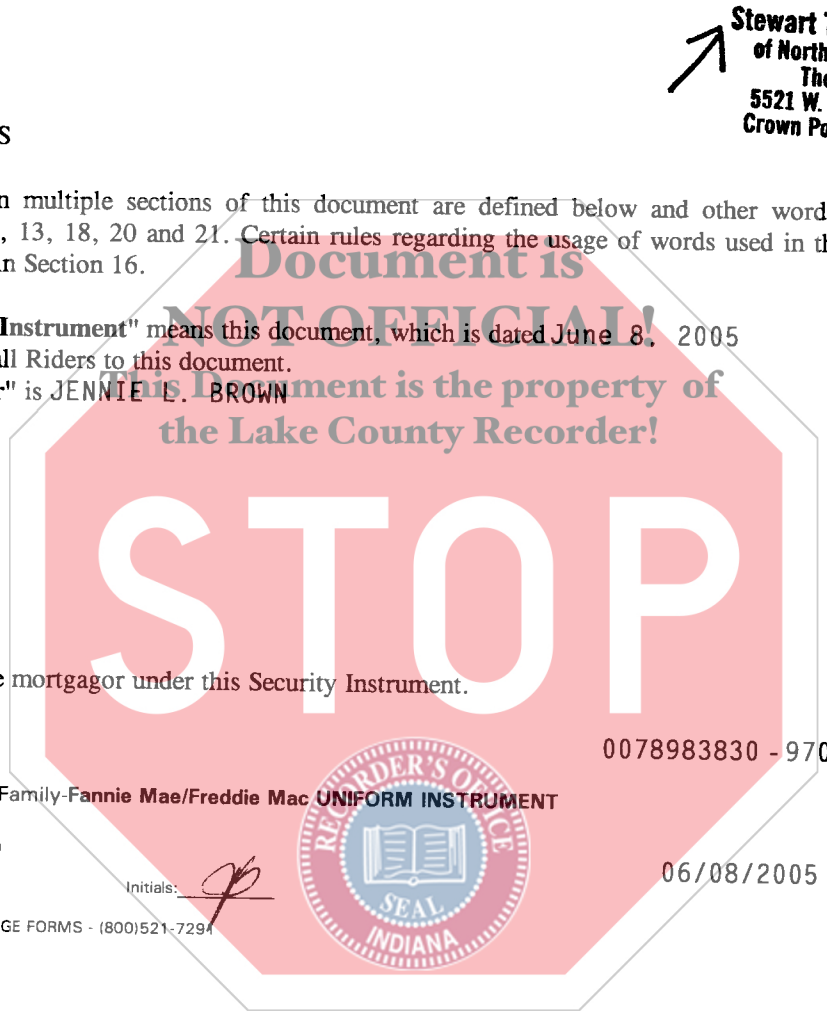 Stewart
of North
5521 W.
Crown
S
n multiple sections of this document are defined below and other word
, 13, 18, 20 and 21. Certain rules regarding the usage of words used in th
n Section 16.
Document is
Instrument" means this document, which is dated June 8, 2005
NOT OFFICIAL!
ll Riders to this document.
" is JENNIE L. BROWN
This Document is the property of
the Lake County Recorder!
STOP
e mortgagor under this Security Instrument.
0078983830 - 970
Family-Fannie Mae/Freddie Mac UNIFORM INSTRUMENT
RECORDER'S OFFICE
SEAL
INDIANA
06/08/2005
Initials:
GE FORMS - (800)521-7291